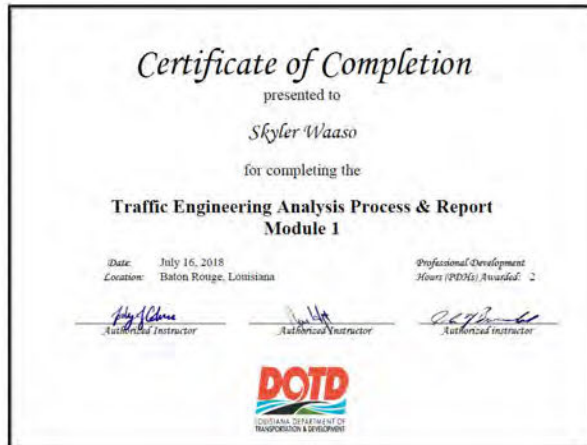 Certificate of Completion
presented to
Skyler Waaso
for completing the
Traffic Engineering Analysis Process & Report
Module 1
Date: July 16, 2018
Location: Baton Rouge, Louisiana
Professional Development
Hours (PDHs) Awarded: 2
Authorized Instructor
Authorized Instructor
Authorized instructor
DOTD
LOUISIANA DEPARTMENT OF
TRANSPORTATION & DEVELOPMENT